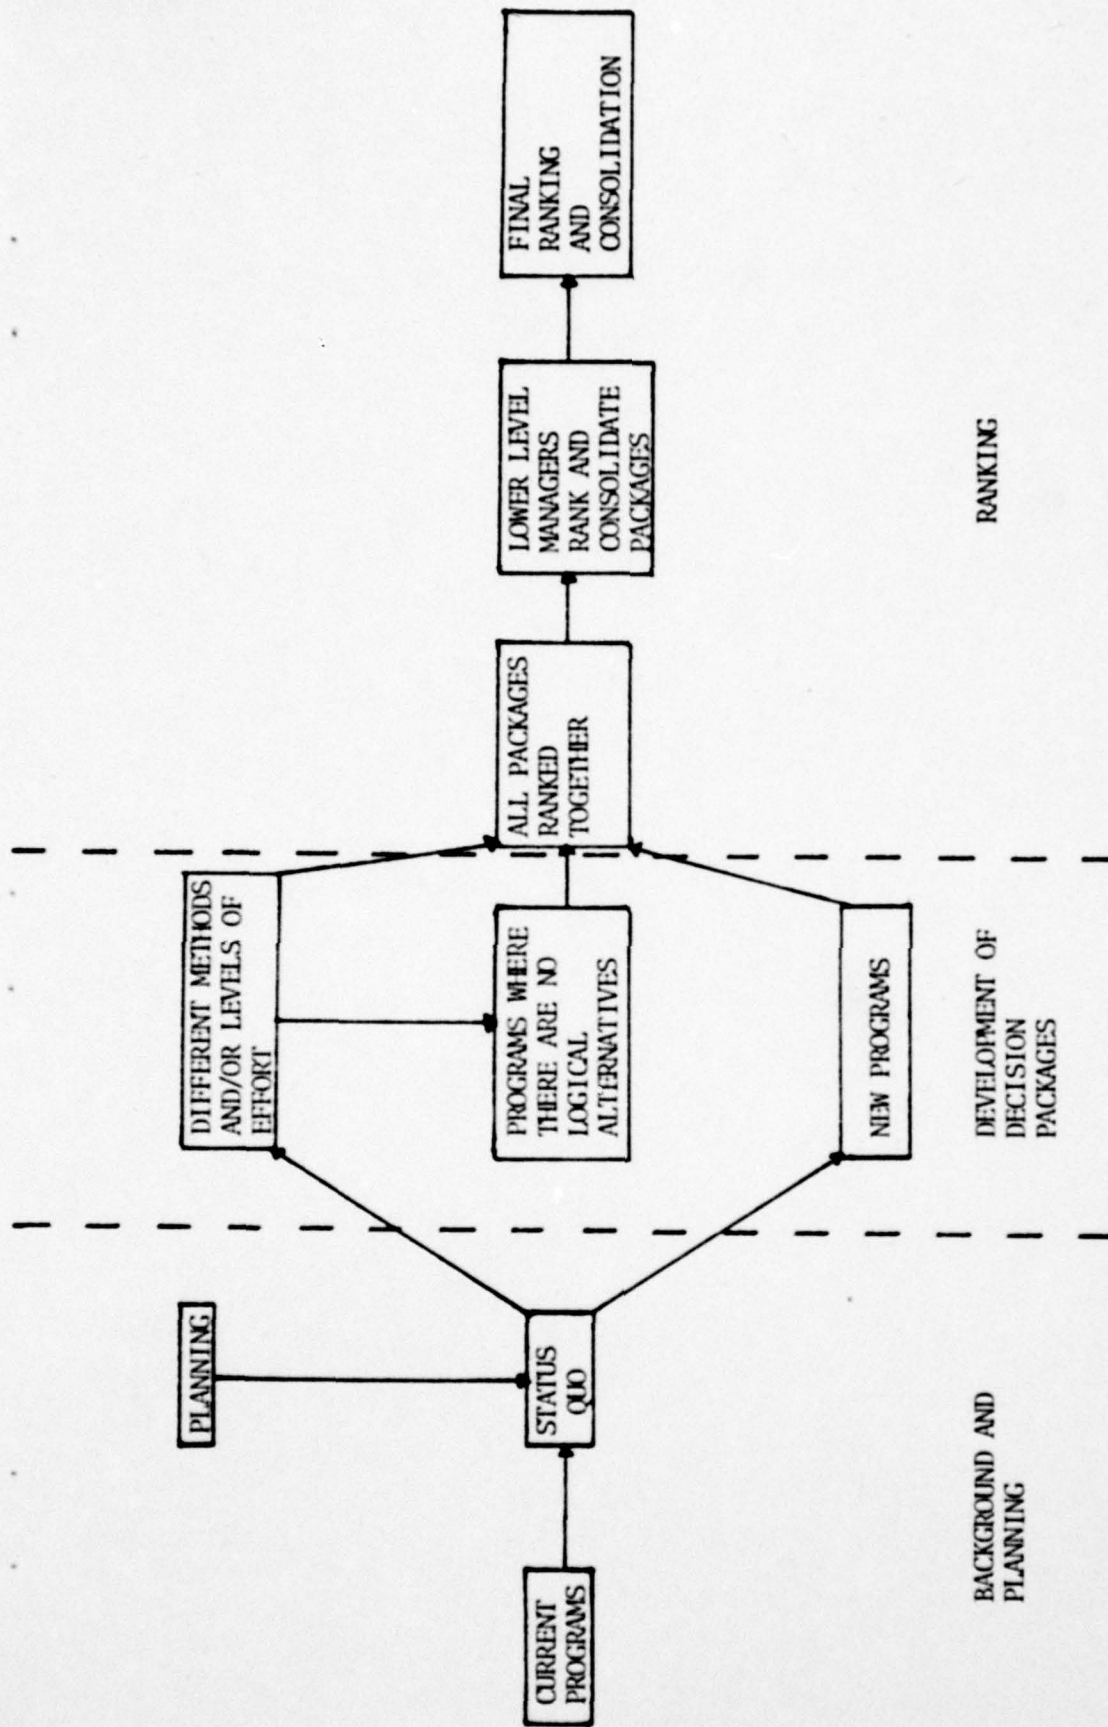 PLANNING
CURRENT
PROGRAMS
STATUS
QUO
BACKGROUND AND
PLANNING
DIFFERENT METHODS
AND/OR LEVELS OF
EFFORT
PROGRAMS WHERE
THERE ARE NO
LOGICAL
ALTERNATIVES
NEW PROGRAMS
DEVELOPMENT OF
DECISION
PACKAGES
ALL PACKAGES
RANKED
TOGETHER
LOWER LEVEL
MANAGERS
RANK AND
CONSOLIDATE
PACKAGES
FINAL
RANKING
AND
CONSOLIDATION
RANKING